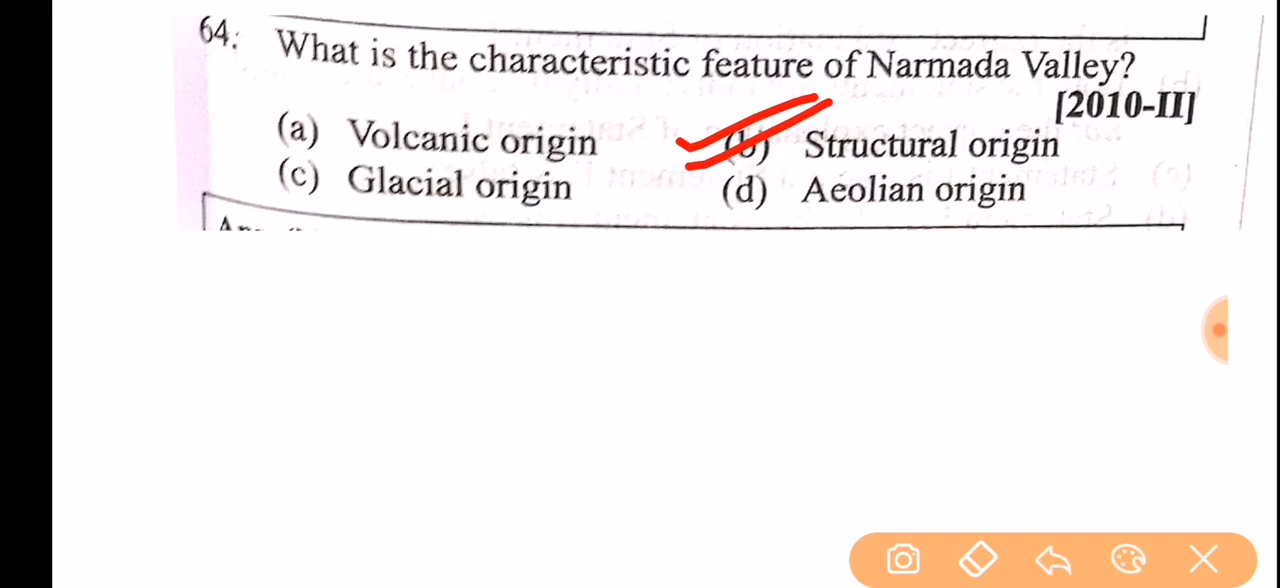 64. What is the characteristic feature of Narmada Valley?
[2010-II]
(a) Volcanic origin (b) Structural origin
(c) Glacial origin (d) Aeolian origin